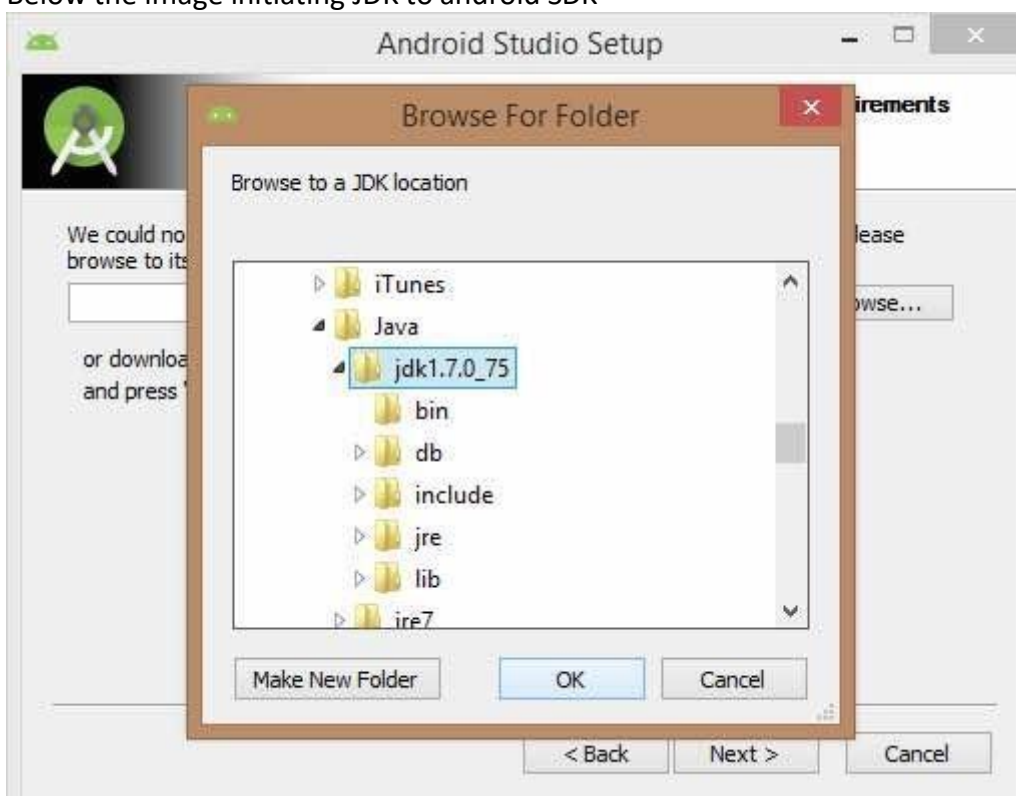 Below the image initiating JDK to android SDK
Android Studio Setup
irements
Browse For Folder
Browse to a JDK location
We could no
lease
browse to its
owse...
or downloa
and press '
iTunes
Java
jdk1.7.0_75
bin
db
include
jre
lib
jre7
Make New Folder
OK
Cancel
< Back
Next >
Cancel